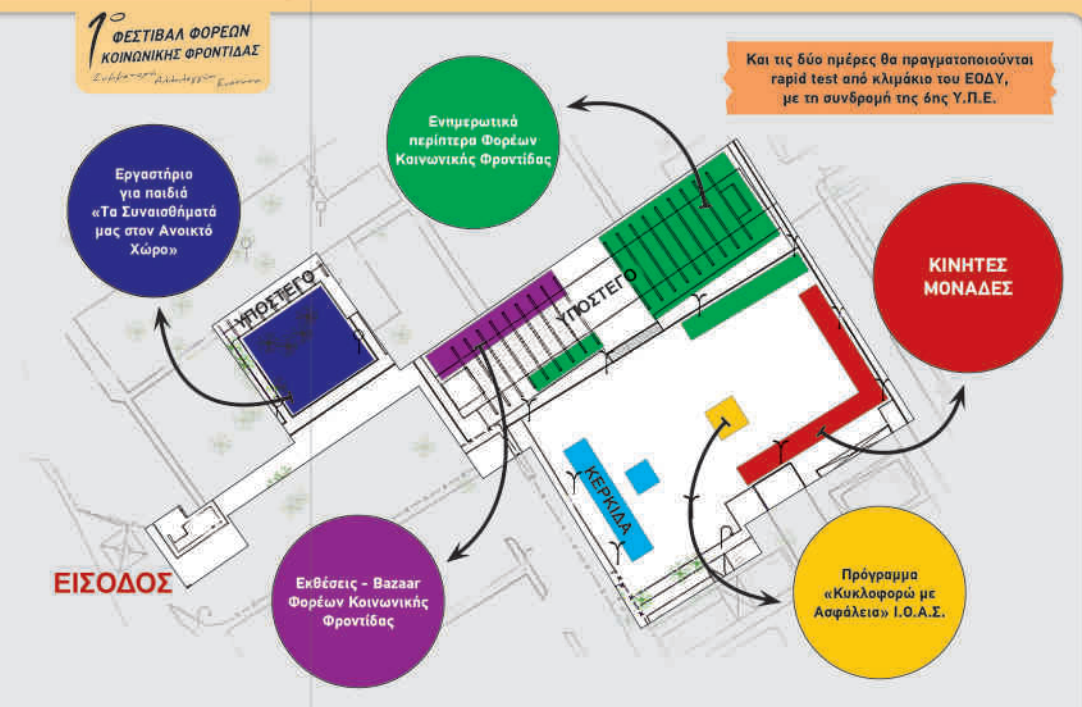 1ο ΦΕΣΤΙΒΑΛ ΦΟΡΕΩΝ
ΚΟΙΝΩΝΙΚΗΣ ΦΡΟΝΤΙΔΑΣ
Και τις δύο ημέρες θα πραγματοποιούνται
rapid test από κλιμάκιο του ΕΟΔΥ,
με τη συνδρομή της 6ης Υ.Π.Ε.
Ενημερωτικά
περίπτερα Φορέων
Κοινωνικής Φροντίδας
Εργαστήριο
για παιδιά
«Τα Συναισθήματά
μας στον Ανοικτό
Χώρο»
ΚΙΝΗΤΕΣ
ΜΟΝΑΔΕΣ
ΥΠΟΣΤΕΓΟ
ΥΠΟΣΤΕΓΟ
ΚΕΡΚΙΔΑ
ΕΙΣΟΔΟΣ
Εκθέσεις - Bazaar
Φορέων Κοινωνικής
Φροντίδας
Πρόγραμμα
«Κυκλοφορώ με
Ασφάλεια» Ι.Ο.Α.Σ.